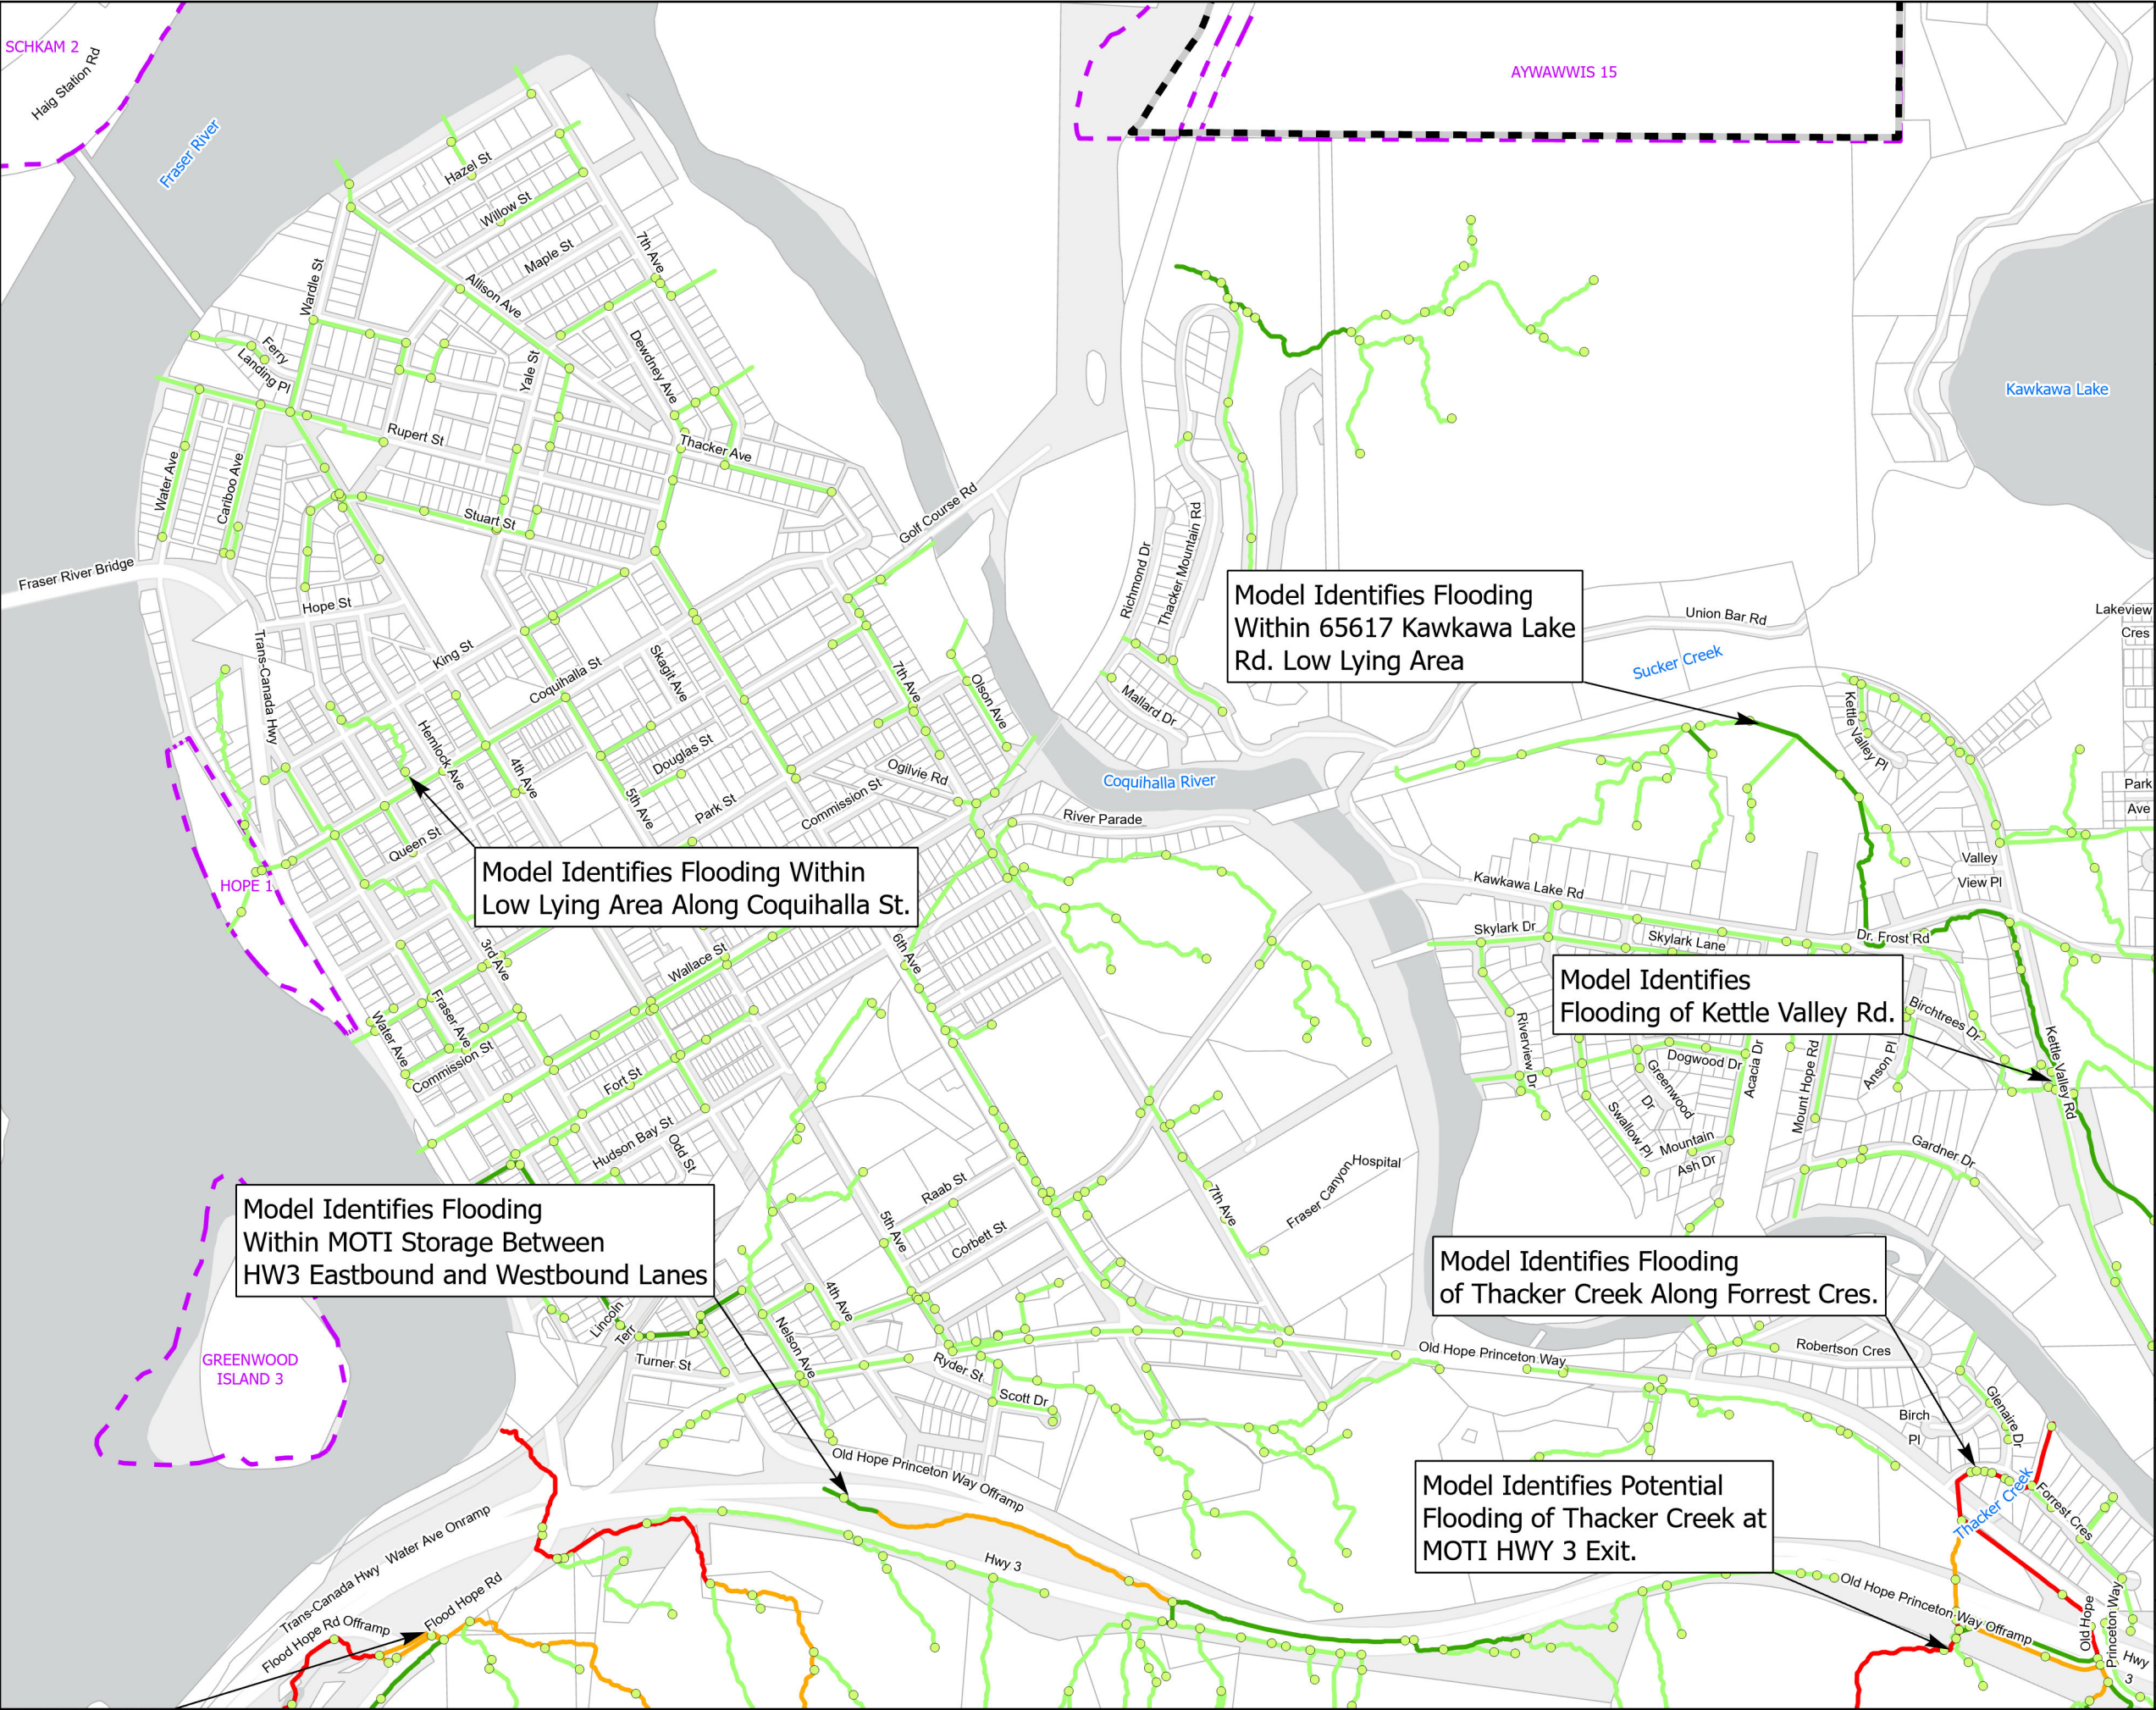 SCHKAM 2
Haig Station Rd
Fraser River
AYWAWWIS 15
Hazel St
Willow St
Maple St
7th Ave
Wardle St
Allison Ave
Ferry
Landing Pl
Yale St
Dewdney Ave
Kawkawa Lake
Rupert St
Thacker Ave
Water Ave
Cariboo Ave
Stuart St
Golf Course Rd
Fraser River Bridge
Hope St
Richmond Dr
Thacker Mountain Rd
Model Identifies Flooding
Within 65617 Kawkawa Lake
Rd. Low Lying Area
Union Bar Rd
Lakeview
Cres
Sucker Creek
Trans-Canada Hwy
King St
Coquihalla St
Skagit Ave
7th Ave
Olson Ave
Mallard Dr
Kettle Valley Pl
Hemlock Ave
4th Ave
Douglas St
5th Ave
Ogilvie Rd
Park St
Commission St
Coquihalla River
River Parade
Park
Ave
Queen St
HOPE 1
Model Identifies Flooding Within
Low Lying Area Along Coquihalla St.
Valley
View Pl
Kawkawa Lake Rd
Skylark Dr
Skylark Lane
Dr. Frost Rd
3rd Ave
Wallace St
6th Ave
Model Identifies
Flooding of Kettle Valley Rd.
Water Ave
Fraser Ave
Commission St
Fort St
Riverview Dr
Dogwood Dr
Greenwood
Dr
Acacia Dr
Mount Hope Rd
Anson Pl
Birchtrees Dr
Kettle Valley Rd
Hudson Bay St
Odd St
Swallow Pl
Mountain
Ash Dr
Gardner Dr
Raab St
Corbett St
5th Ave
7th Ave
Fraser Canyon
Hospital
Model Identifies Flooding
Within MOTI Storage Between
HW3 Eastbound and Westbound Lanes
Model Identifies Flooding
of Thacker Creek Along Forrest Cres.
GREENWOOD
ISLAND 3
Lincoln
Terr
Turner St
Nelson Ave
4th Ave
Ryder St
Scott Dr
Old Hope Princeton Way
Robertson Cres
Birch
Pl
Glenaire Dr
Old Hope Princeton Way Offramp
Model Identifies Potential
Flooding of Thacker Creek at
MOTI HWY 3 Exit.
Thacker Creek
Forrest Cres
Water Ave Onramp
Trans-Canada Hwy
Flood Hope Rd
Flood Hope Rd Offramp
Hwy 3
Old Hope Princeton Way Offramp
Old Hope
Princeton Way
Hwy
3